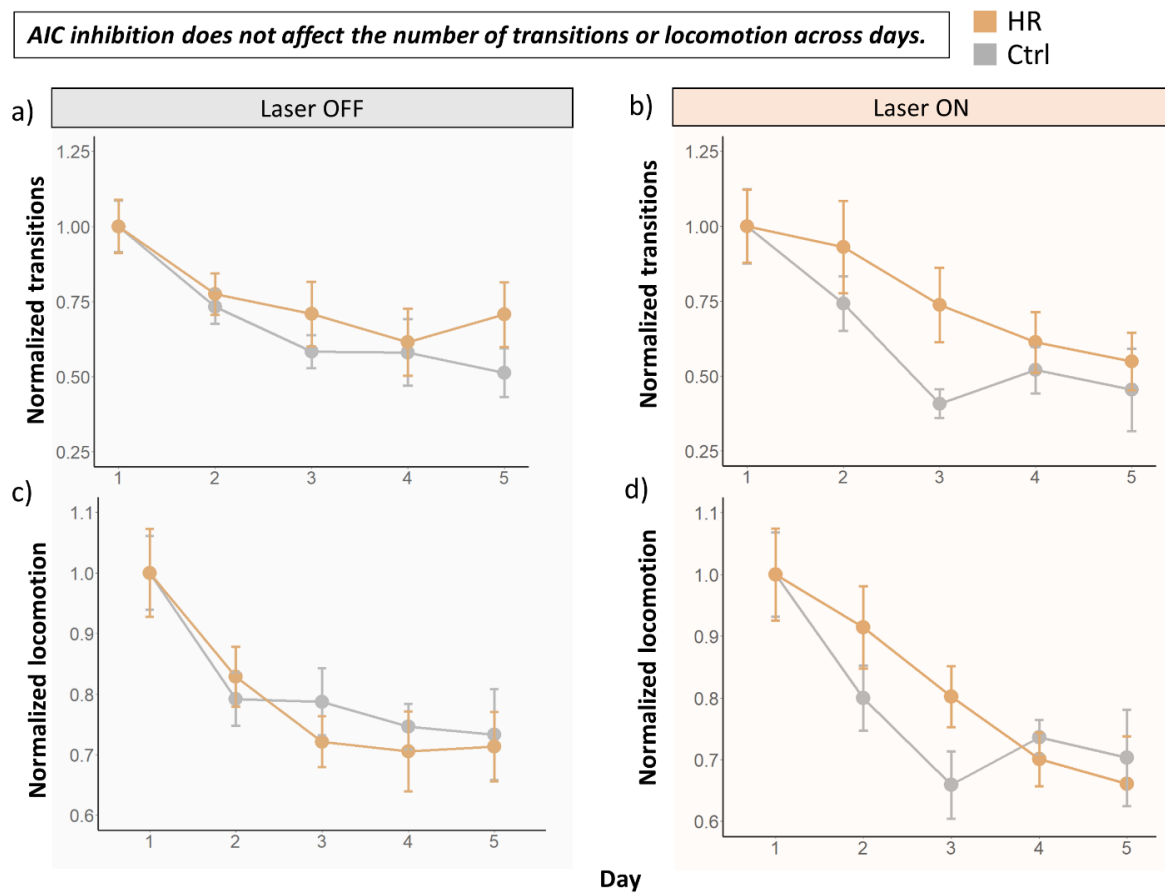 AIC inhibition does not affect the number of transitions or locomotion across days.
HR
Ctrl
a)
Laser OFF
b)
Laser ON
Normalized transitions
1.25
1.00
0.75
0.50
0.25
1 2 3 4 5
Normalized transitions
1.25
1.00
0.75
0.50
0.25
1 2 3 4 5
c)
Normalized locomotion
1.1
1.0
0.9
0.8
0.7
0.6
1 2 3 4 5
d)
Normalized locomotion
1.1
1.0
0.9
0.8
0.7
0.6
1 2 3 4 5
Day